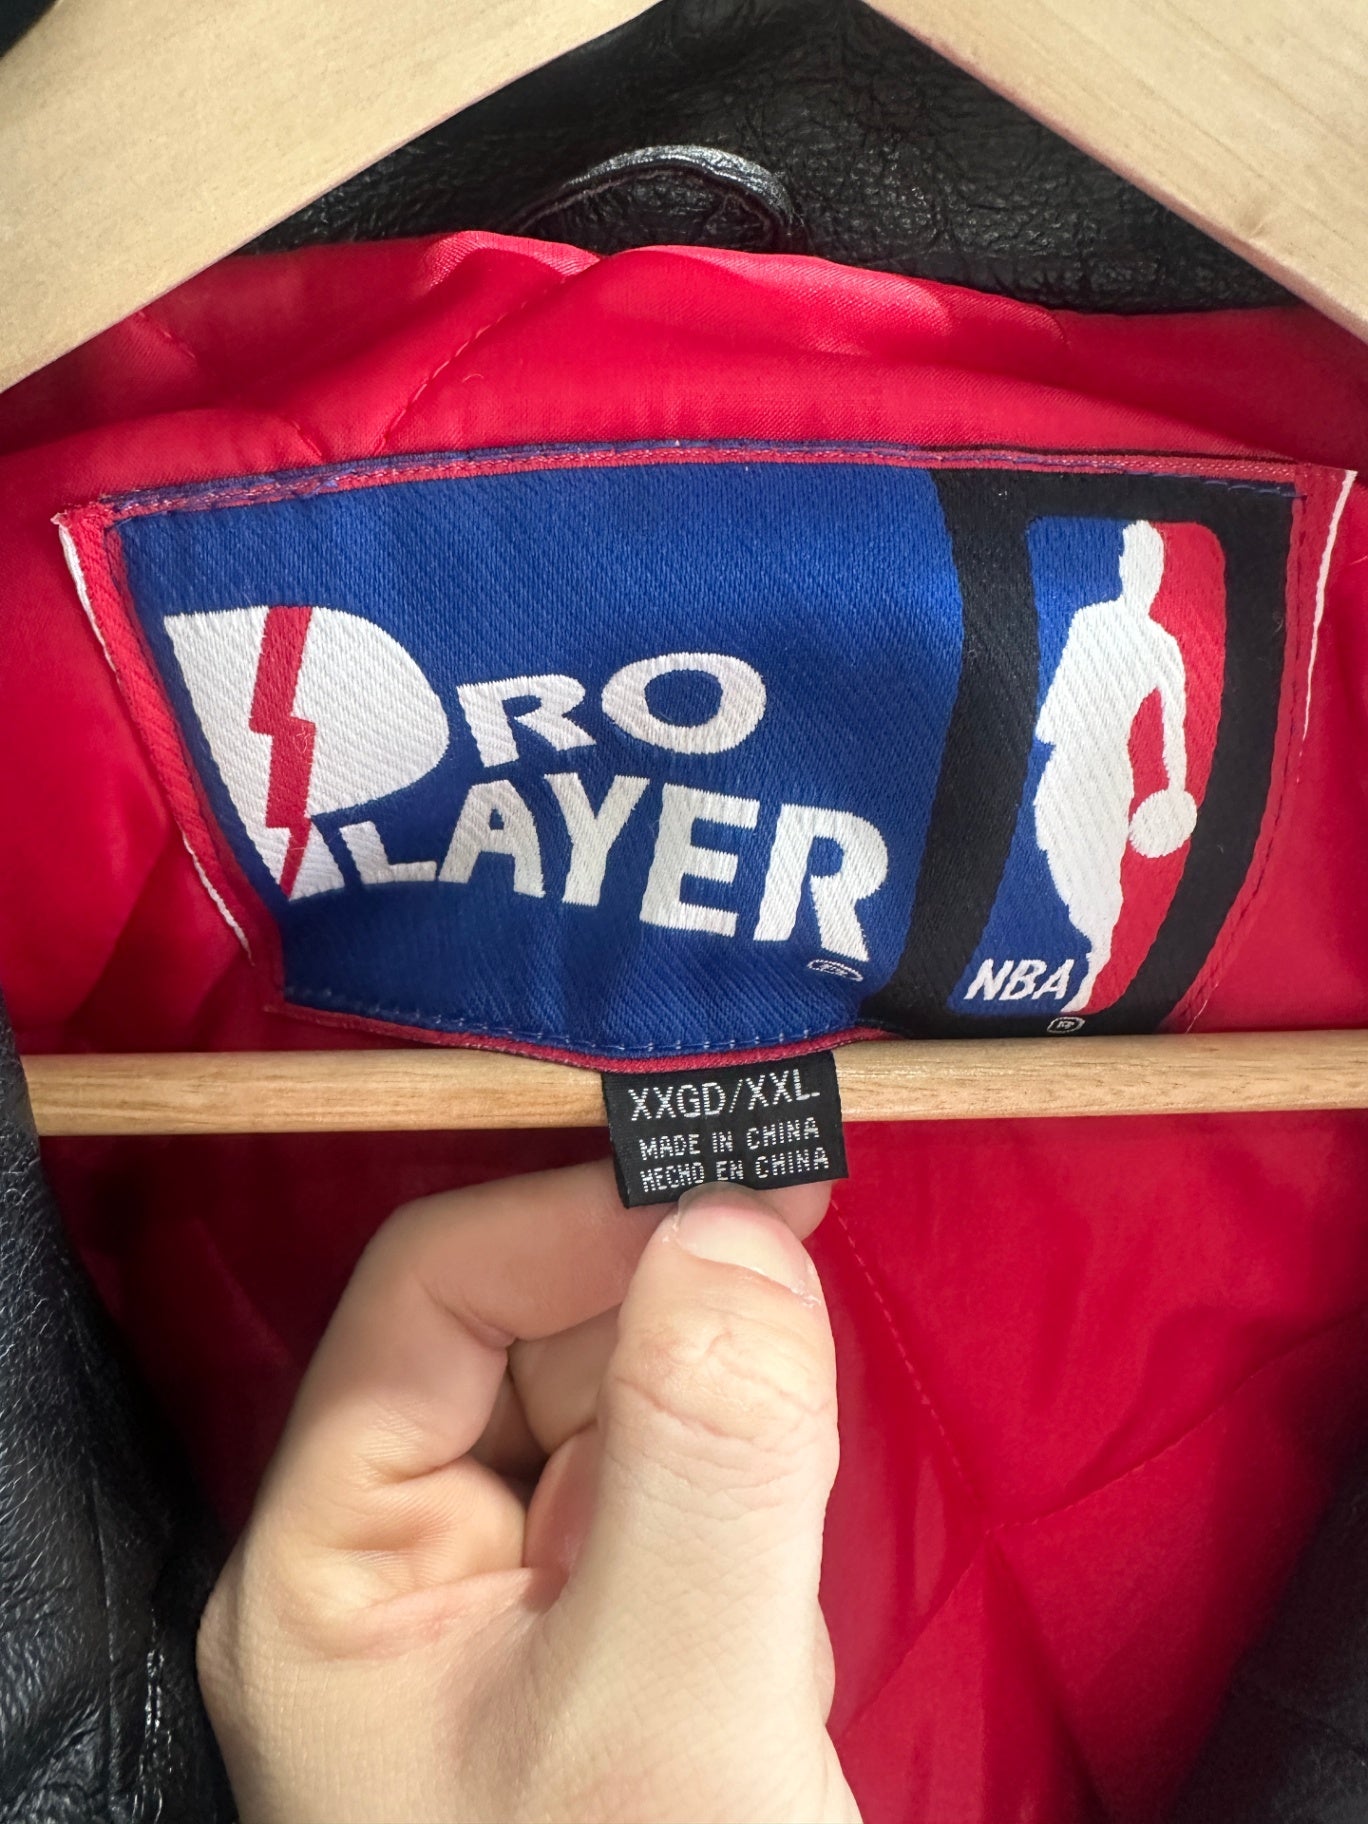 PRO
PLAYER
®
NBA
®
XXGD/XXL
MADE IN CHINA
HECHO EN CHINA